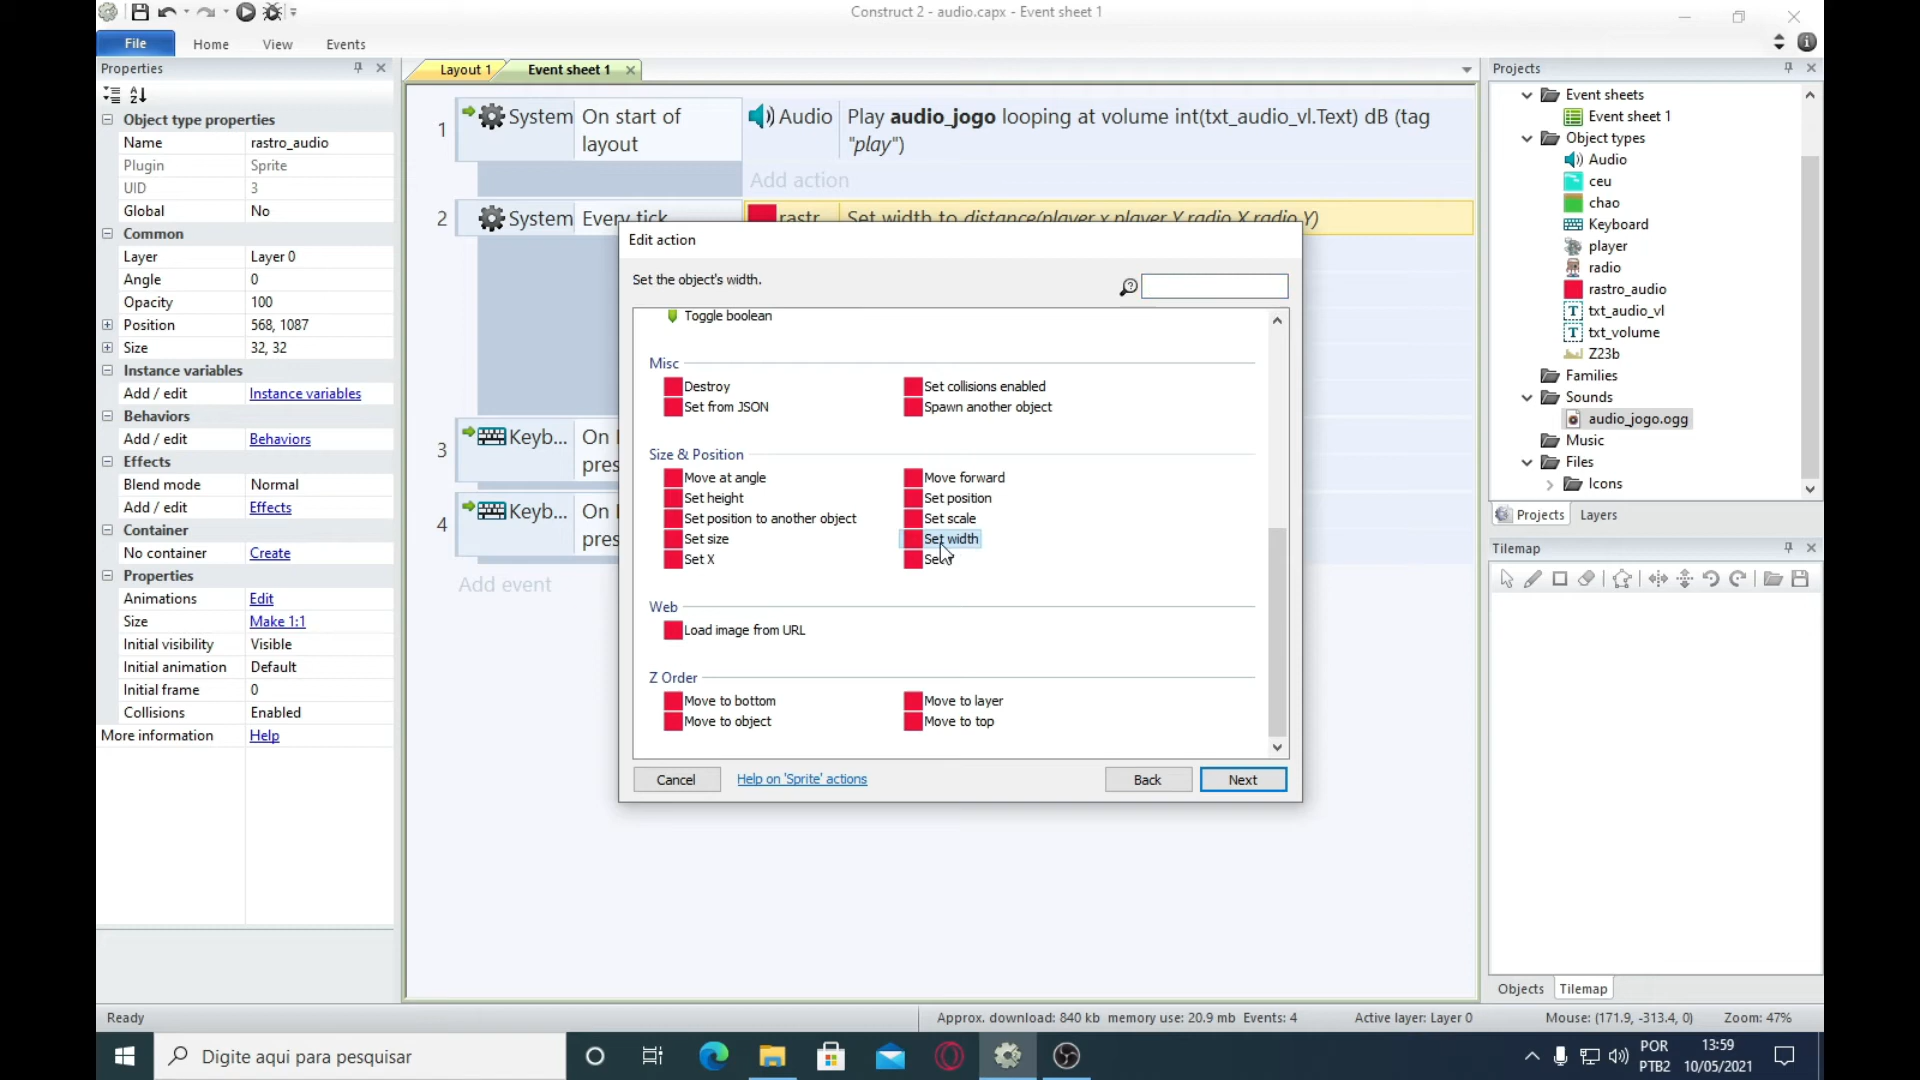 Construct 2 - audio.capx - Event sheet 1
File Home View Events
Properties
Object type properties
Name rastro_audio
Plugin Sprite
UID 3
Global No
Common
Layer Layer 0
Angle 0
Opacity 100
Position 568, 1087
Size 32, 32
Instance variables
Add / edit Instance variables
Behaviors
Add / edit Behaviors
Effects
Blend mode Normal
Add / edit Effects
Container
No container Create
Properties
Animations Edit
Size Make 1:1
Initial visibility Visible
Initial animation Default
Initial frame 0
Collisions Enabled
More information Help
Layout 1 Event sheet 1
1 System On start of layout Audio Play audio_jogo looping at volume int(txt_audio_vl.Text) dB (tag
"play")
Add action
2 System Every tick rastr... Set width to distance(player.x,player.Y,radio.X,radio.Y)
3 Keyb... On
pres
4 Keyb... On
pres
Add event
Edit action
Set the object's width.
Toggle boolean
Misc
Destroy Set collisions enabled
Set from JSON Spawn another object
Size & Position
Move at angle Move forward
Set height Set position
Set position to another object Set scale
Set size Set width
Set X Set
Web
Load image from URL
Z Order
Move to bottom Move to layer
Move to object Move to top
Cancel Help on 'Sprite' actions Back Next
Projects
Event sheets
Event sheet 1
Object types
Audio
ceu
chao
Keyboard
player
radio
rastro_audio
txt_audio_vl
txt_volume
Z23b
Families
Sounds
audio_jogo.ogg
Music
Files
Icons
Projects Layers
Tilemap
Objects Tilemap
Ready Approx. download: 840 kb memory use: 20.9 mb Events: 4 Active layer: Layer 0 Mouse: (171.9, -313.4, 0) Zoom: 47%
Digite aqui para pesquisar
POR
PTB2
13:59
10/05/2021